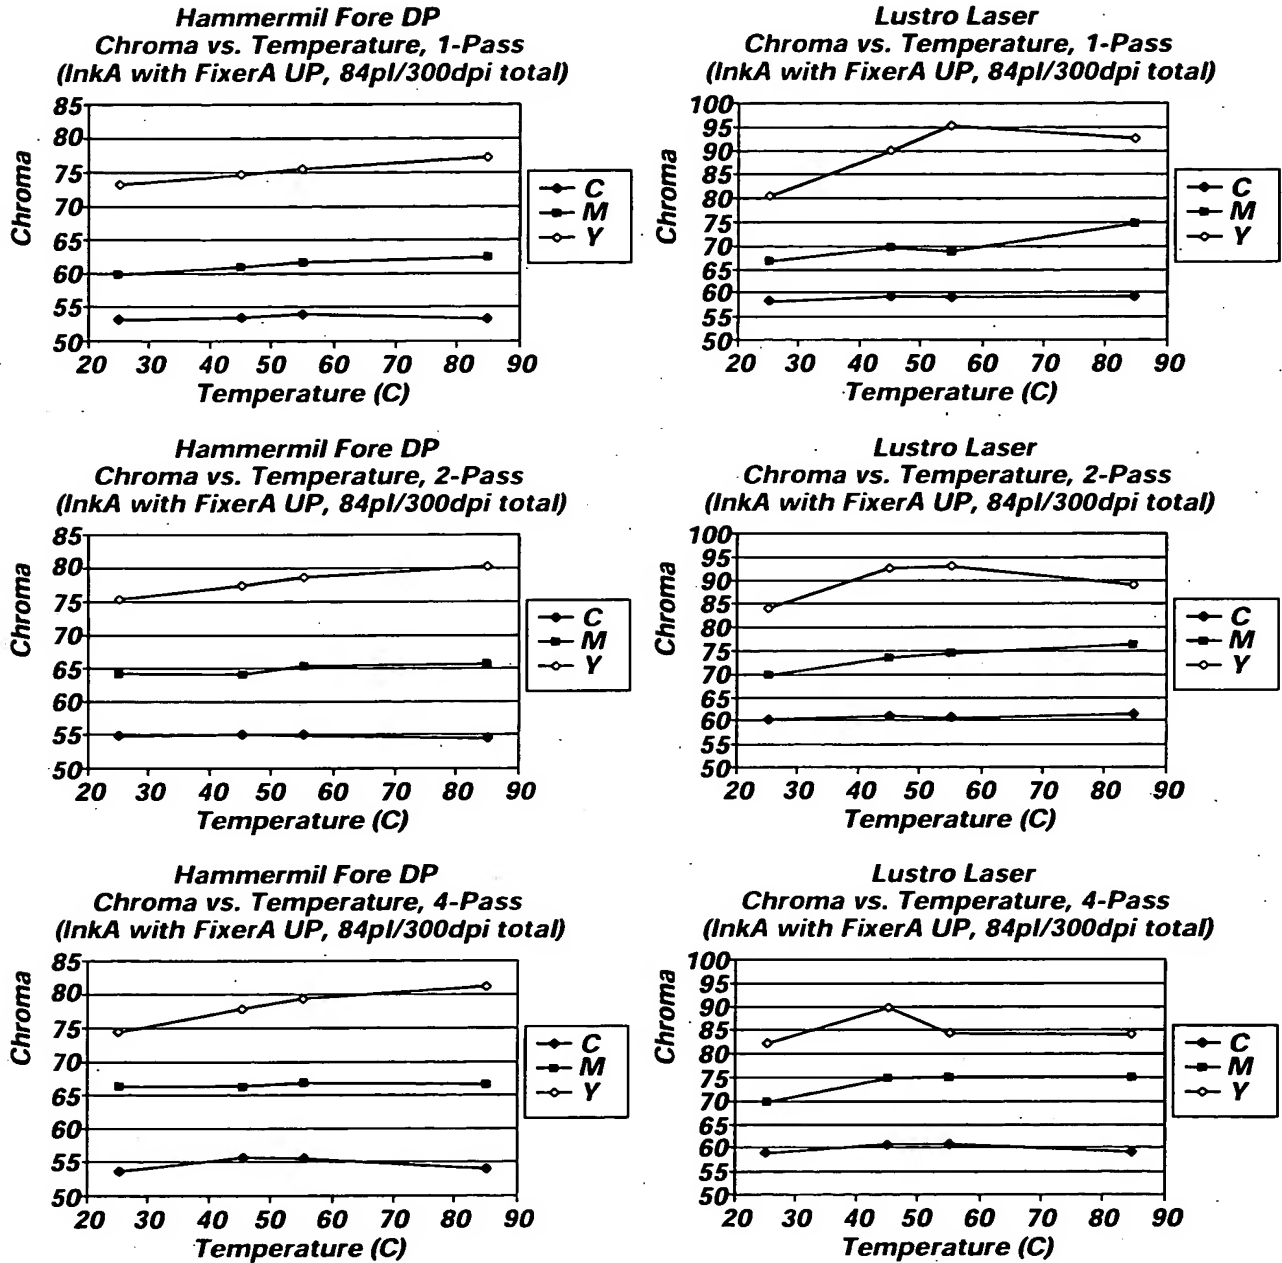 Hammermil Fore DP
Chroma vs. Temperature, 1-Pass
(InkA with FixerA UP, 84pl/300dpi total)
Chroma
85
80
75
70
65
60
55
50
20 30 40 50 60 70 80 90
Temperature (C)
C
M
Y
Lustro Laser
Chroma vs. Temperature, 1-Pass
(InkA with FixerA UP, 84pl/300dpi total)
Chroma
100
95
90
85
80
75
70
65
60
55
50
20 30 40 50 60 70 80 90
Temperature (C)
C
M
Y
Hammermil Fore DP
Chroma vs. Temperature, 2-Pass
(InkA with FixerA UP, 84pl/300dpi total)
Chroma
85
80
75
70
65
60
55
50
20 30 40 50 60 70 80 90
Temperature (C)
C
M
Y
Lustro Laser
Chroma vs. Temperature, 2-Pass
(InkA with FixerA UP, 84pl/300dpi total)
Chroma
100
95
90
85
80
75
70
65
60
55
50
20 30 40 50 60 70 80 90
Temperature (C)
C
M
Y
Hammermil Fore DP
Chroma vs. Temperature, 4-Pass
(InkA with FixerA UP, 84pl/300dpi total)
Chroma
85
80
75
70
65
60
55
50
20 30 40 50 60 70 80 90
Temperature (C)
C
M
Y
Lustro Laser
Chroma vs. Temperature, 4-Pass
(InkA with FixerA UP, 84pl/300dpi total)
Chroma
100
95
90
85
80
75
70
65
60
55
50
20 30 40 50 60 70 80 90
Temperature (C)
C
M
Y